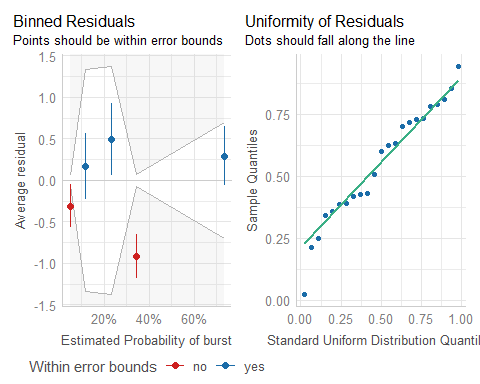 Binned Residuals
Points should be within error bounds
Average residual
1.5
1.0
0.5
0.0
-0.5
-1.0
-1.5
20% 40% 60%
Estimated Probability of burst
Within error bounds no yes
Uniformity of Residuals
Dots should fall along the line
Sample Quantiles
0.75
0.50
0.25
0.00
0.00 0.25 0.50 0.75 1.00
Standard Uniform Distribution Quantil